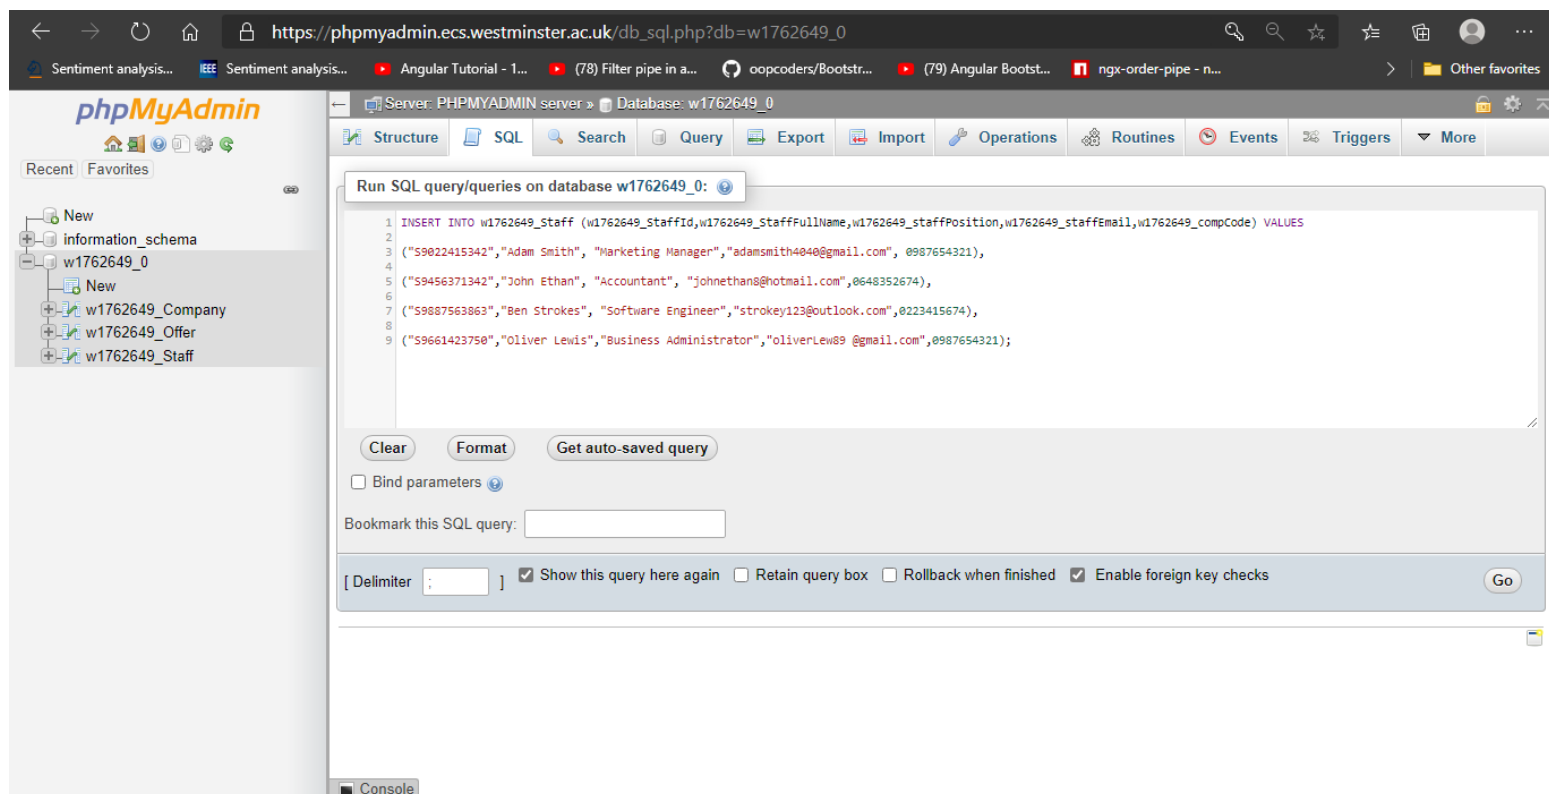 https://phpmyadmin.ecs.westminster.ac.uk/db_sql.php?db=w1762649_0
Sentiment analysis... IEEE Sentiment analysis... Angular Tutorial - 1... (78) Filter pipe in a... oopcoders/Bootstr... (79) Angular Bootst... ngx-order-pipe - n... Other favorites
phpMyAdmin
Recent Favorites
New
information_schema
w1762649_0
New
w1762649_Company
w1762649_Offer
w1762649_Staff
Server: PHPMYADMIN server » Database: w1762649_0
Structure SQL Search Query Export Import Operations Routines Events Triggers More
Run SQL query/queries on database w1762649_0:
1 INSERT INTO w1762649_Staff (w1762649_StaffId,w1762649_StaffFullName,w1762649_staffPosition,w1762649_staffEmail,w1762649_compCode) VALUES
2
3 ("S9022415342","Adam Smith", "Marketing Manager","adamsmith4040@gmail.com", 0987654321),
4
5 ("S9456371342","John Ethan", "Accountant", "johnethan8@hotmail.com",0648352674),
6
7 ("S9887563863","Ben Strokes", "Software Engineer","strokey123@outlook.com",0223415674),
8
9 ("S9661423750","Oliver Lewis","Business Administrator","oliverLew89 @gmail.com",0987654321);
Clear Format Get auto-saved query
Bind parameters
Bookmark this SQL query:
[ Delimiter ; ] Show this query here again Retain query box Rollback when finished Enable foreign key checks Go
Console